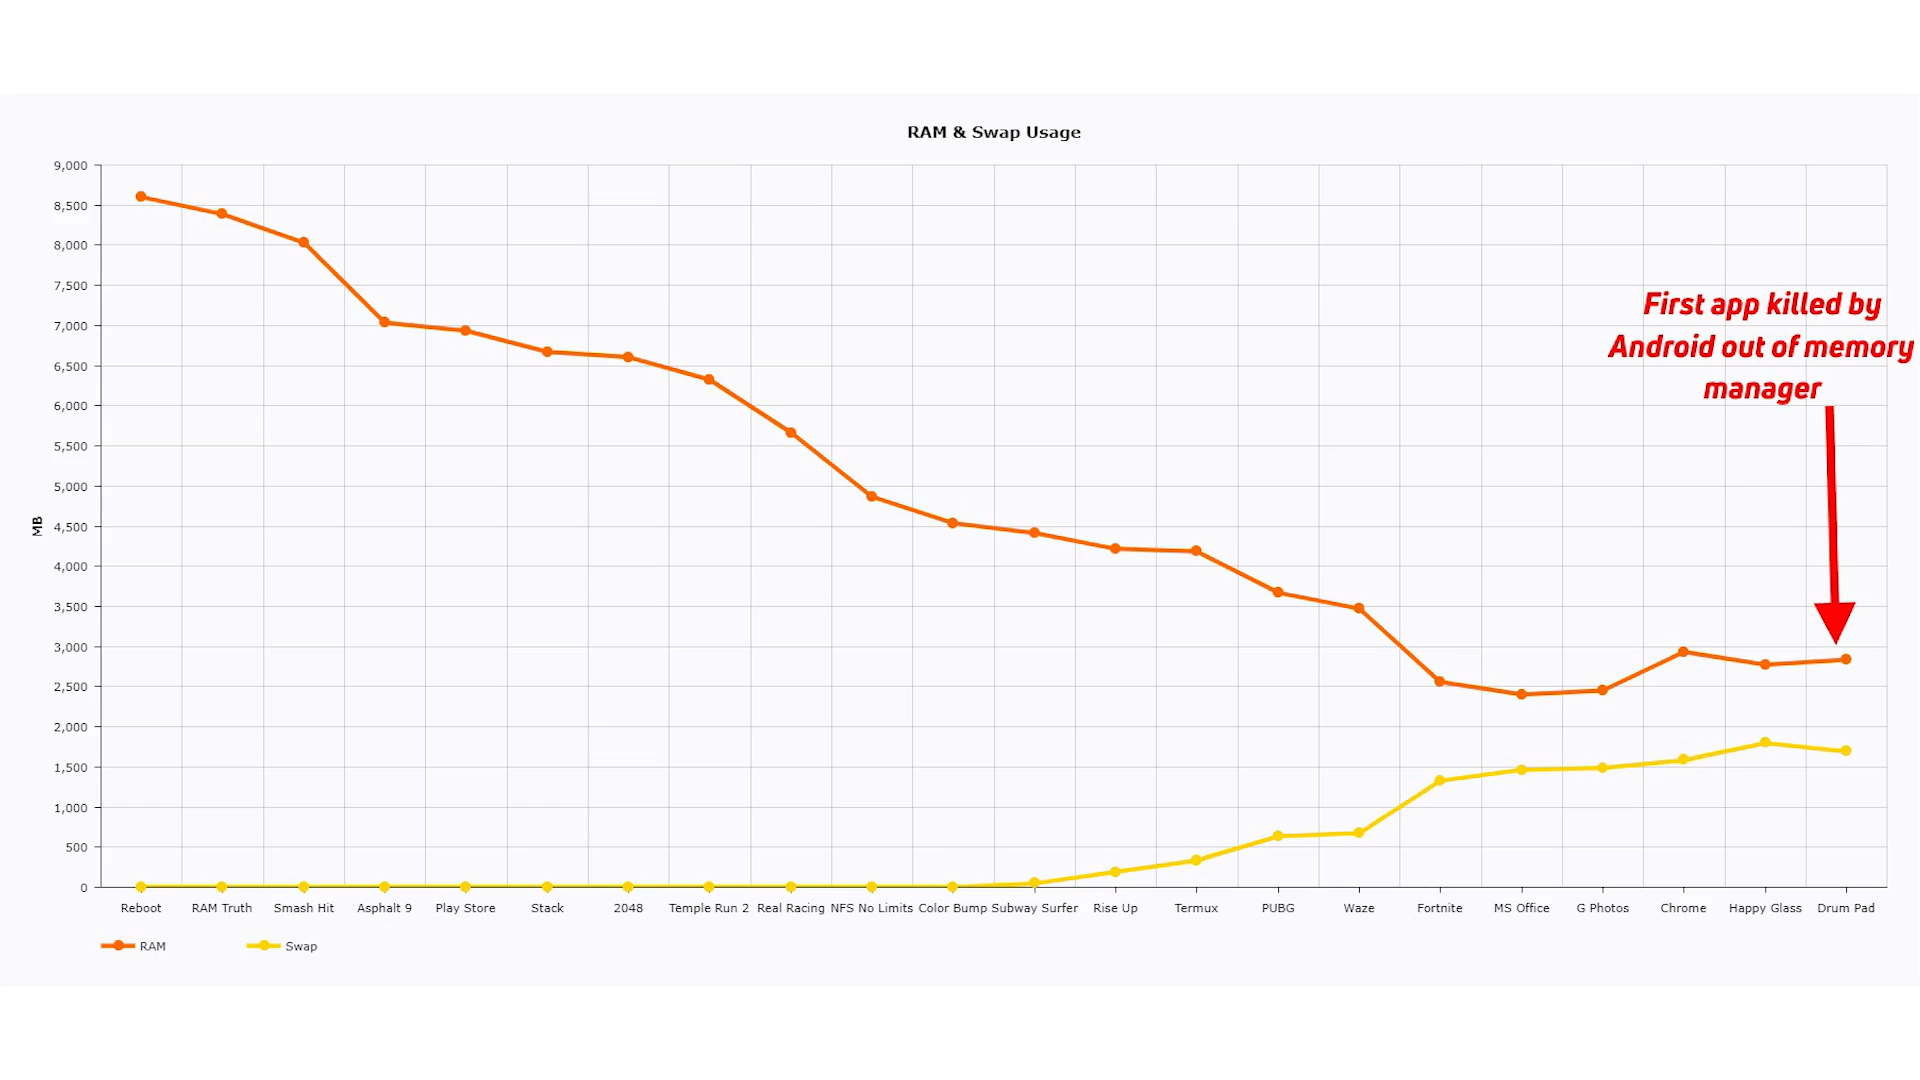 RAM & Swap Usage
9,000
8,500
8,000
7,500
7,000
6,500
6,000
5,500
5,000
4,500
4,000
3,500
3,000
2,500
2,000
1,500
1,000
500
0
MB
First app killed by
Android out of memory
manager
Reboot RAM Truth Smash Hit Asphalt 9 Play Store Stack 2048 Temple Run 2 Real Racing NFS No Limits Color Bump Subway Surfer Rise Up Termux PUBG Waze Fortnite MS Office G Photos Chrome Happy Glass Drum Pad
RAM Swap